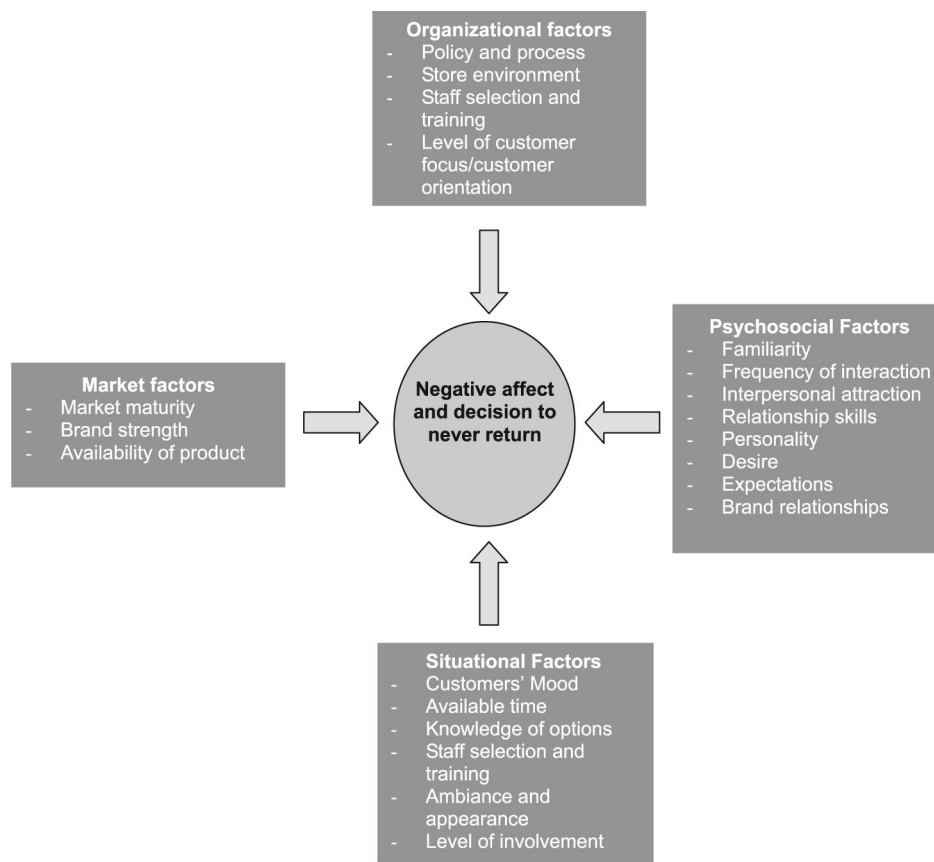 Organizational factors
- Policy and process
- Store environment
- Staff selection and
training
- Level of customer
focus/customer
orientation
Psychosocial Factors
- Familiarity
- Frequency of interaction
- Interpersonal attraction
- Relationship skills
- Personality
- Desire
- Expectations
- Brand relationships
Market factors
- Market maturity
- Brand strength
- Availability of product
Negative affect
and decision to
never return
Situational Factors
- Customers’ Mood
- Available time
- Knowledge of options
- Staff selection and
training
- Ambiance and
appearance
- Level of involvement